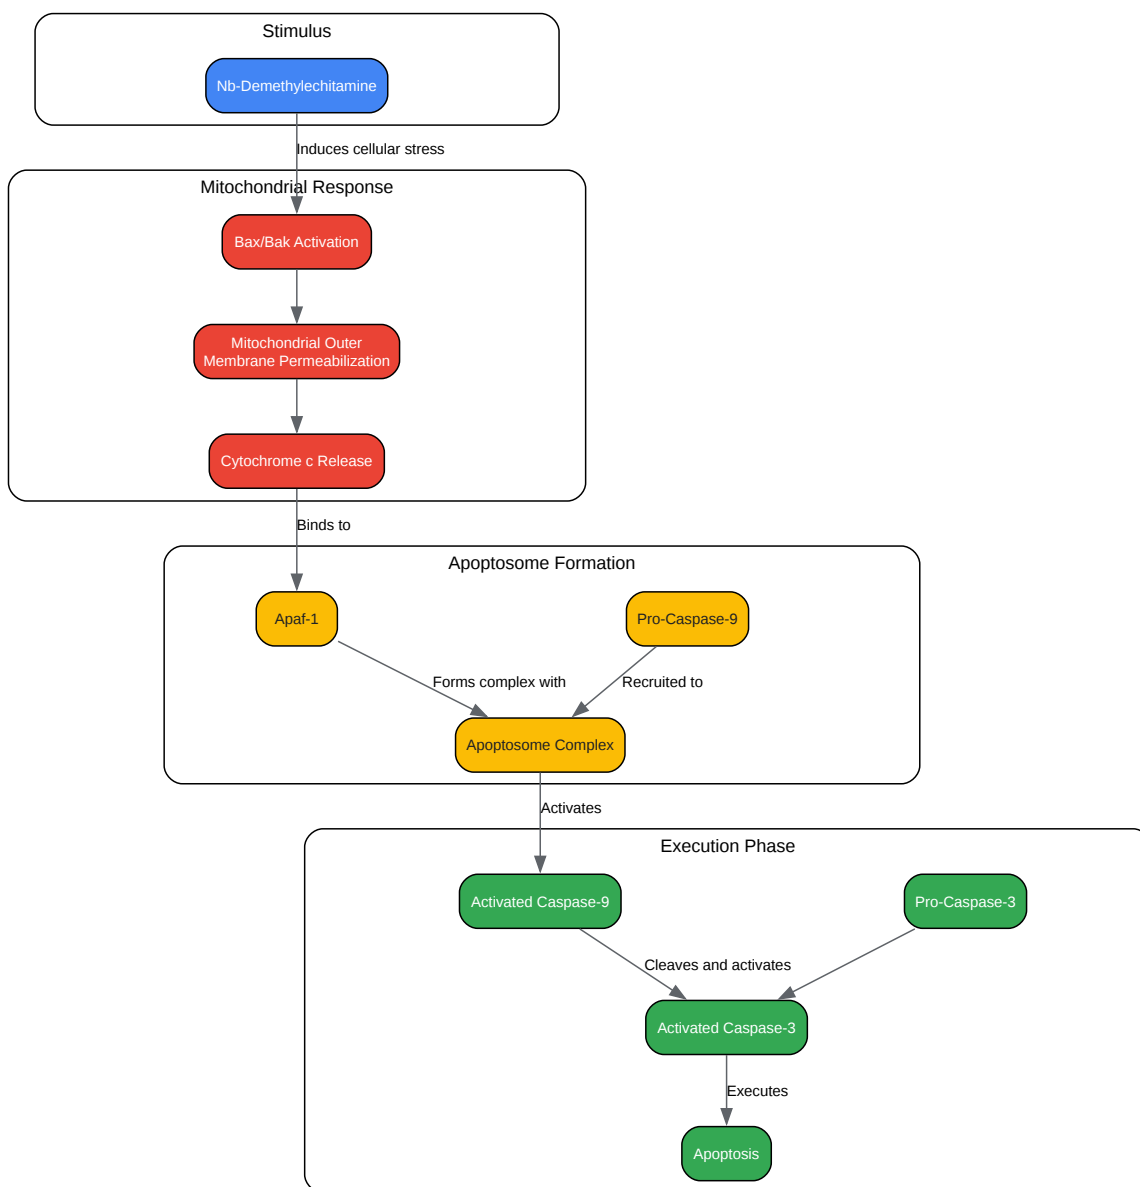 Stimulus
Nb-Demethylechitamine
Induces cellular stress
Mitochondrial Response
Bax/Bak Activation
Mitochondrial Outer
Membrane Permeabilization
Cytochrome c Release
Binds to
Apoptosome Formation
Apaf-1
Pro-Caspase-9
Forms complex with
Recruited to
Apoptosome Complex
Activates
Execution Phase
Activated Caspase-9
Pro-Caspase-3
Cleaves and activates
Activated Caspase-3
Executes
Apoptosis